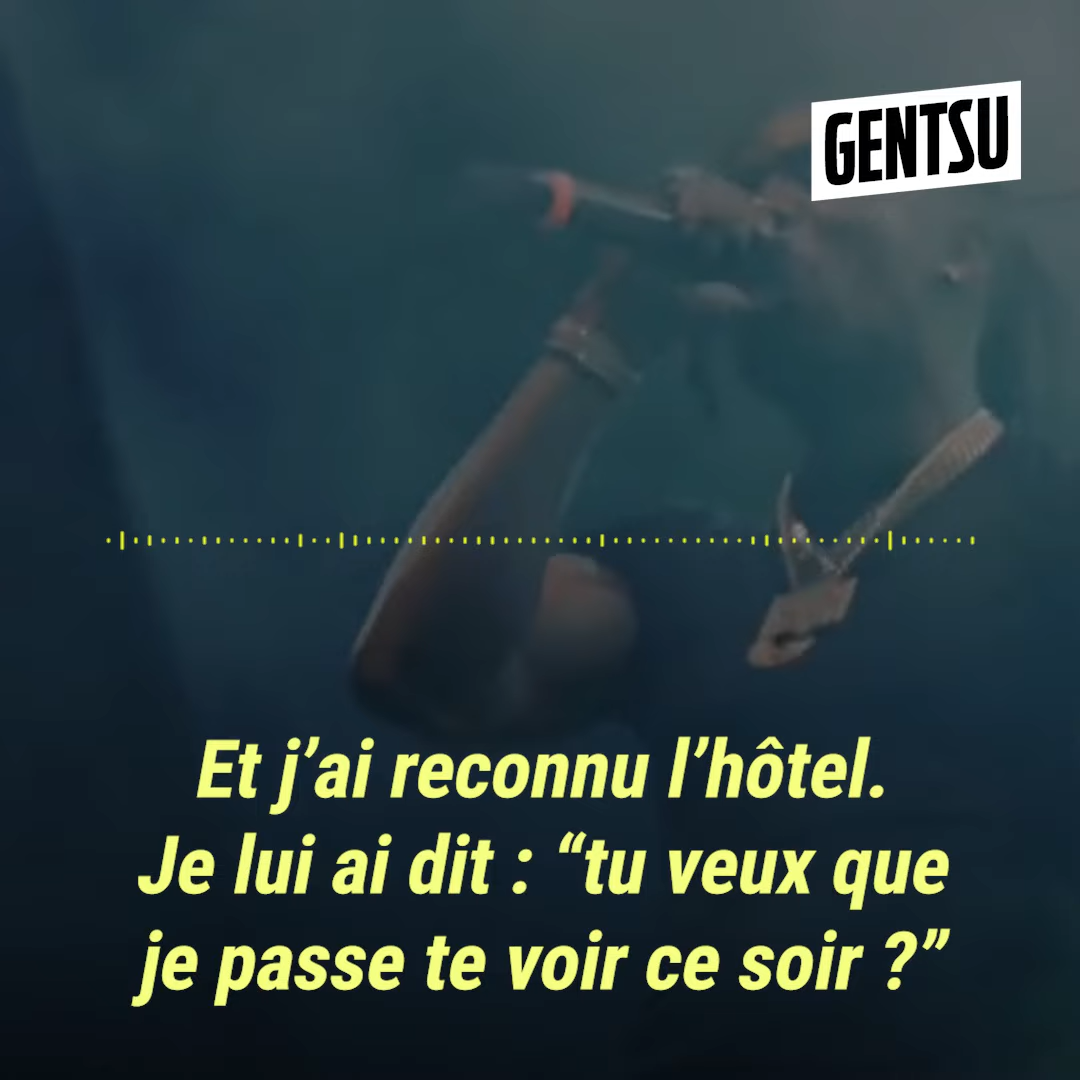 GENTSU
Et j’ai reconnu l’hôtel.
Je lui ai dit : “tu veux que
je passe te voir ce soir ?”